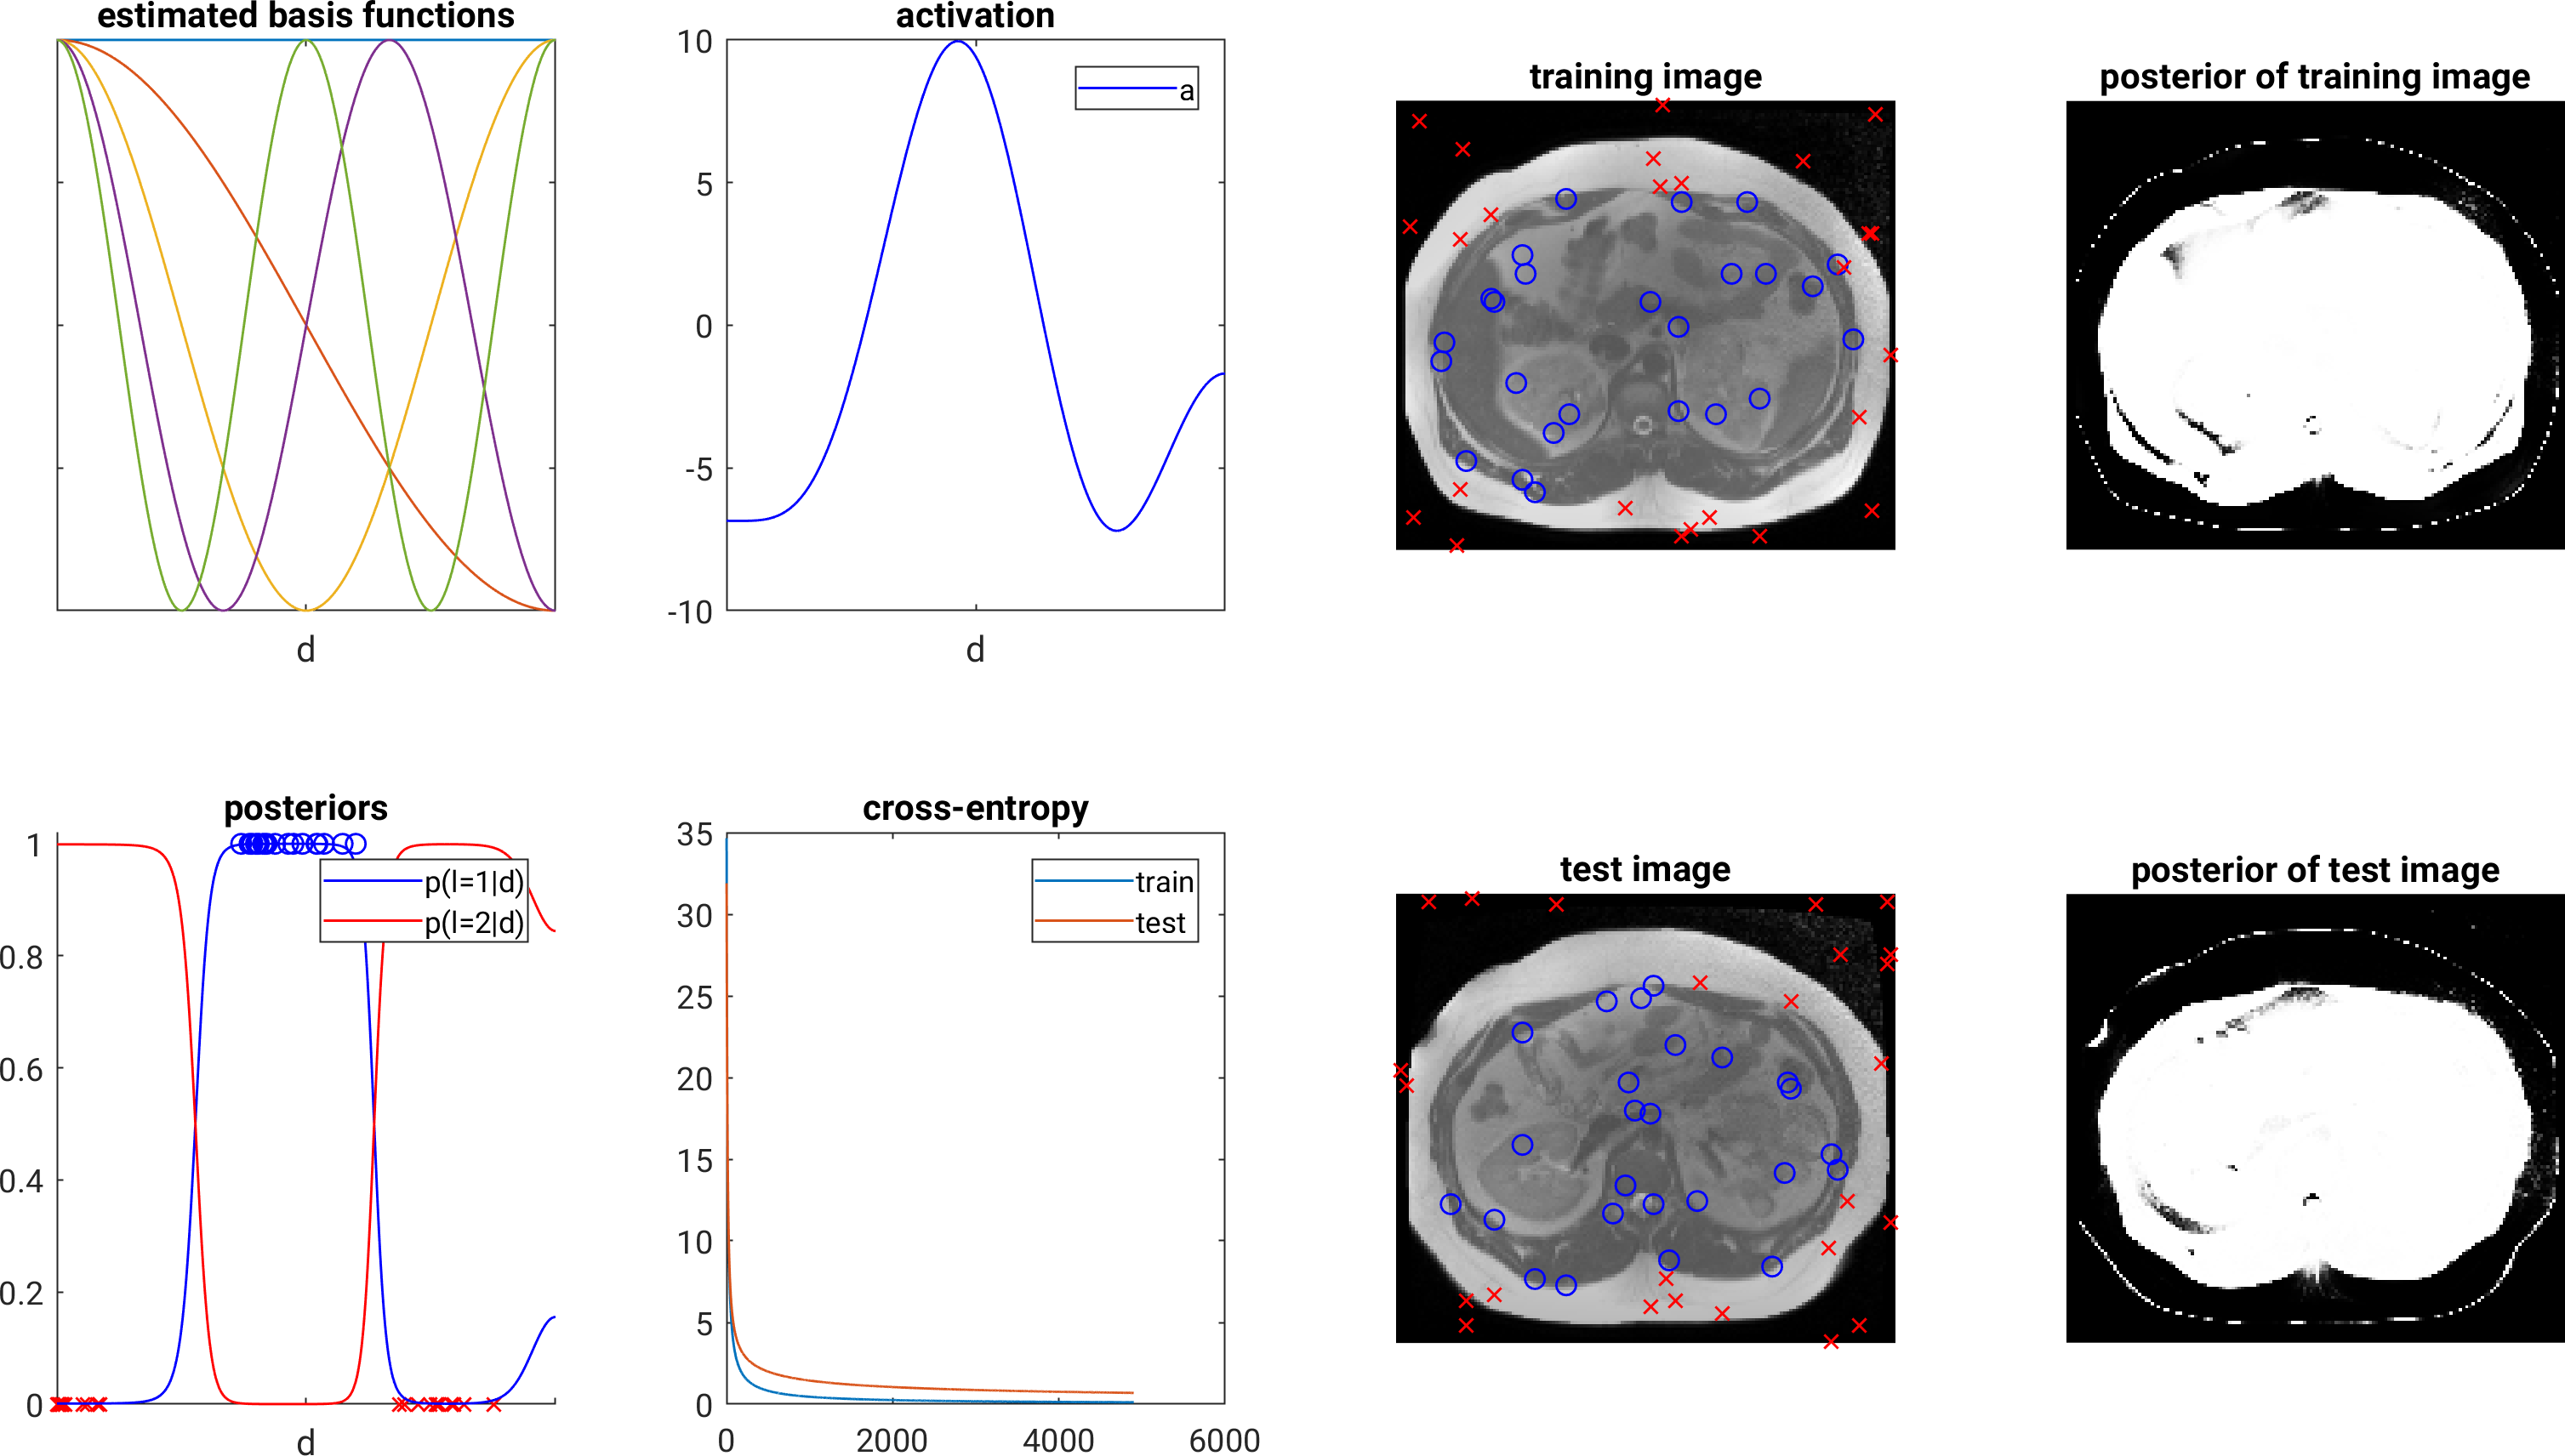 estimated basis functions
d
activation
10
5
0
-5
-10
a
d
training image
posterior of training image
posteriors
1
0.8
0.6
0.4
0.2
0
p(l=1|d)
p(l=2|d)
d
cross-entropy
35
30
25
20
15
10
5
0
train
test
0 2000 4000 6000
test image
posterior of test image